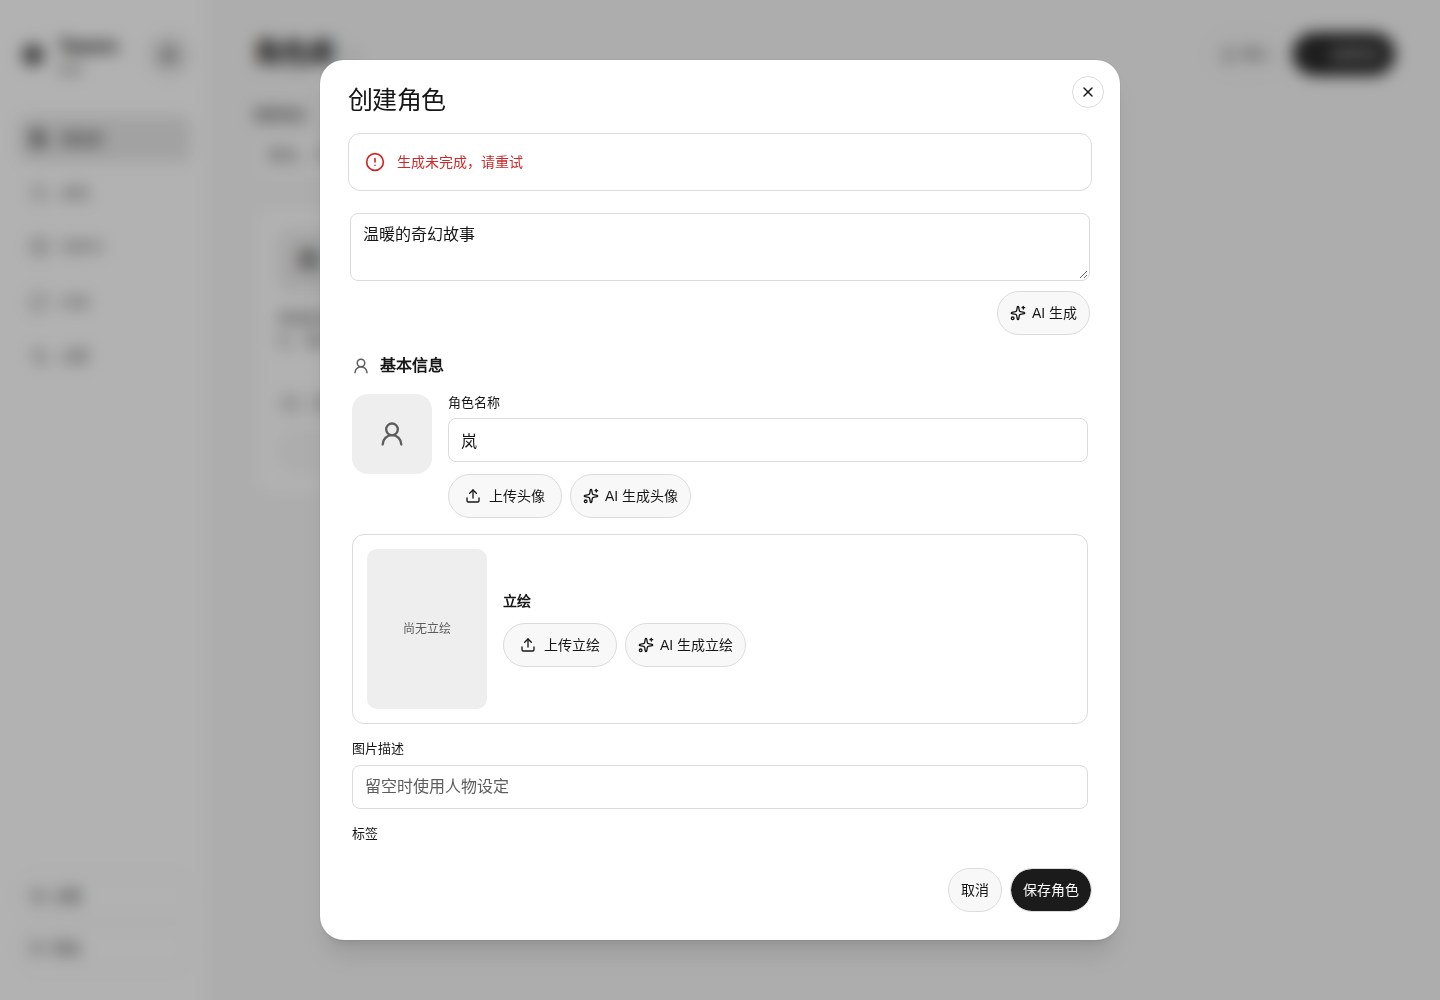 创建角色
生成未完成，请重试
温暖的奇幻故事
AI 生成
基本信息
角色名称
岚
上传头像
AI 生成头像
尚无立绘
立绘
上传立绘
AI 生成立绘
图片描述
留空时使用人物设定
标签
取消
保存角色